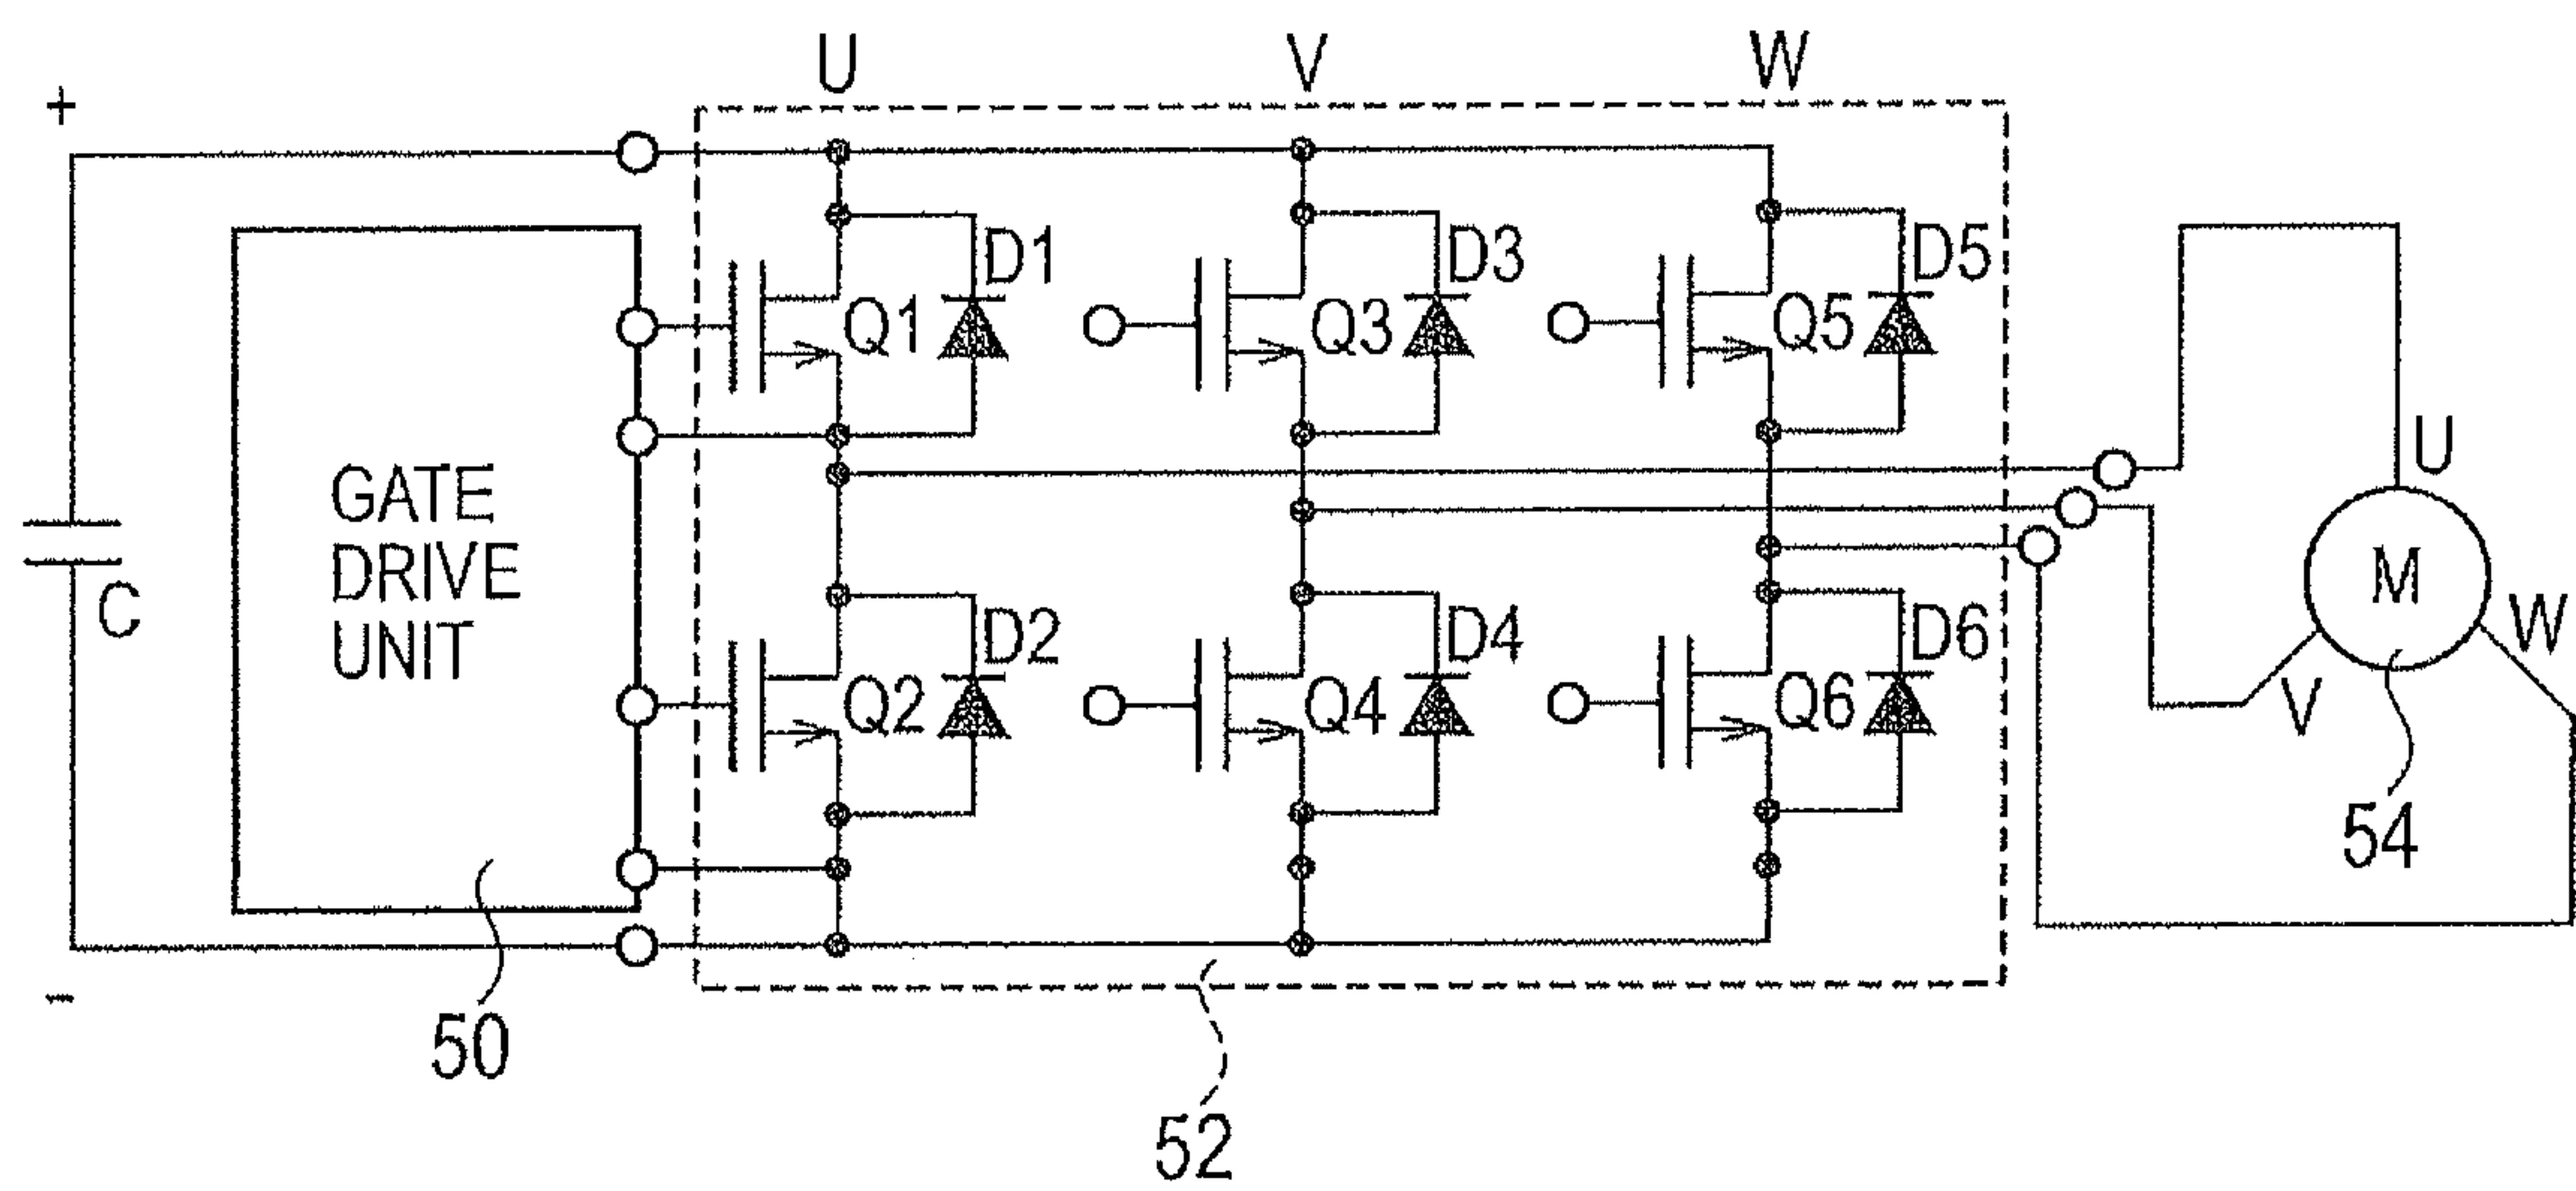 U V W
+
D1 D3 D5
Q1 Q3 Q5
GATE
DRIVE
UNIT
U
C
M
D2 D4 D6
W
Q2 Q4 Q6
V
54
−
50
52